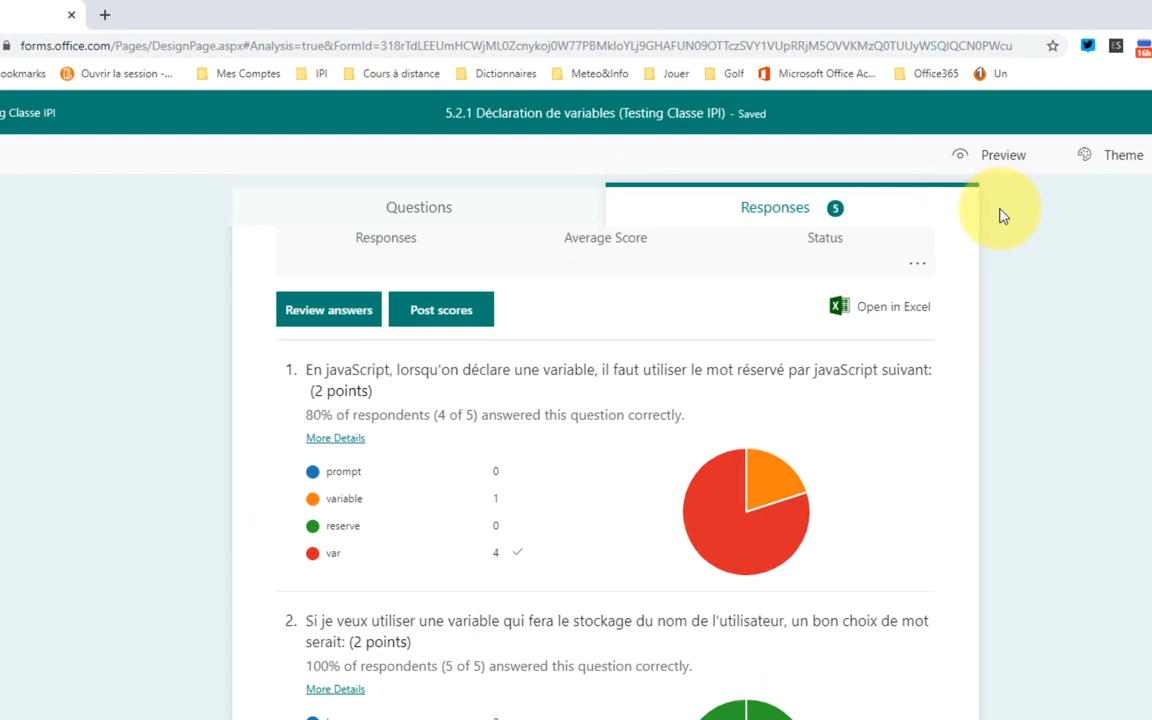 forms.office.com/Pages/DesignPage.aspx#Analysis=true&FormId=318rTdLEEUmHCWjML0Zcnykoj0W77PBMkloYLj9GHAFUN09OTTczSVY1VUpRRjM5OVVKMzQ0TUUyWSQlQCN0PWcu
ES
16h
ookmarks
Ouvrir la session -...
Mes Comptes
IPI
Cours à distance
Dictionnaires
Meteo&Info
Jouer
Golf
Microsoft Office Ac...
Office365
Un
g Classe IPI
5.2.1 Déclaration de variables (Testing Classe IPI) - Saved
Preview
Theme
Questions
Responses 5
Responses
Average Score
Status
...
Review answers
Post scores
Open in Excel
1. En javaScript, lorsqu'on déclare une variable, il faut utiliser le mot réservé par javaScript suivant:
(2 points)
80% of respondents (4 of 5) answered this question correctly.
More Details
prompt 0
variable 1
reserve 0
var 4
2. Si je veux utiliser une variable qui fera le stockage du nom de l'utilisateur, un bon choix de mot
serait: (2 points)
100% of respondents (5 of 5) answered this question correctly.
More Details